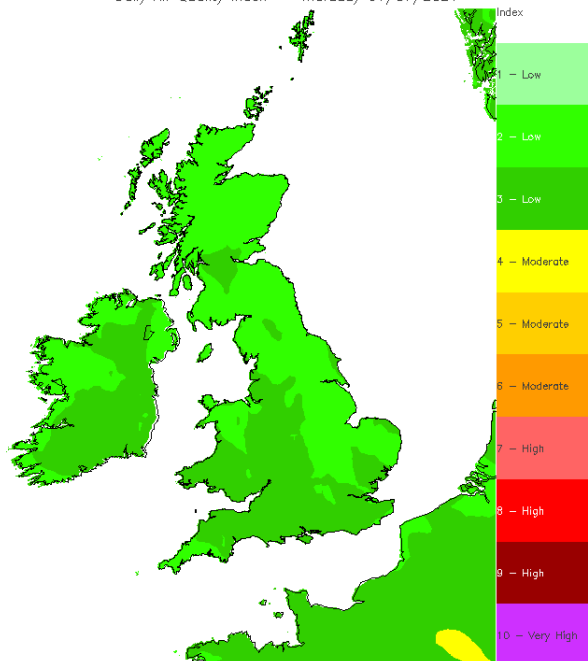 Index
1 - Low
2 - Low
3 - Low
4 - Moderate
5 - Moderate
6 - Moderate
7 - High
8 - High
9 - High
10 - Very High